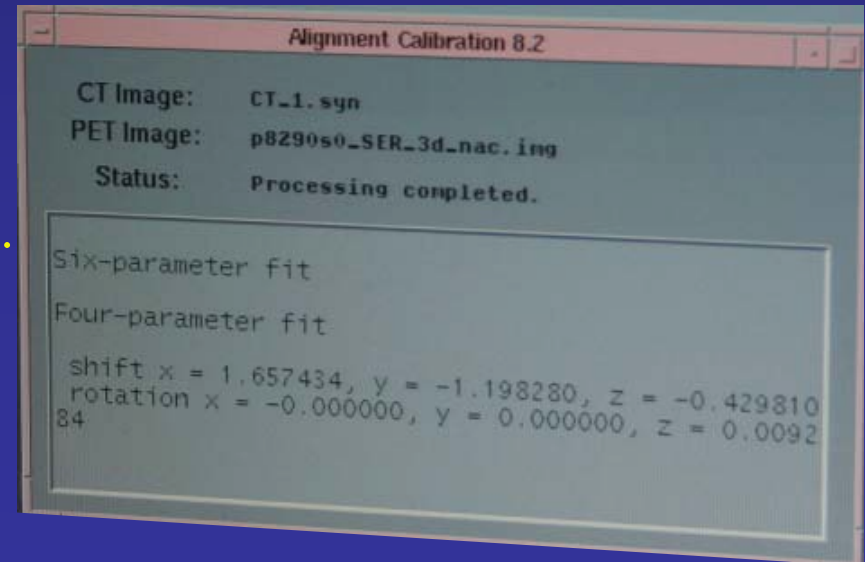 Alignment Calibration 8.2
CT Image: CT_1.syn
PET Image: p8290s0_SER_3d_nac.img
Status: Processing completed.
Six-parameter fit
Four-parameter fit
shift x = 1.657434, y = -1.198280, z = -0.429810
rotation x = -0.000000, y = 0.000000, z = 0.0092
84